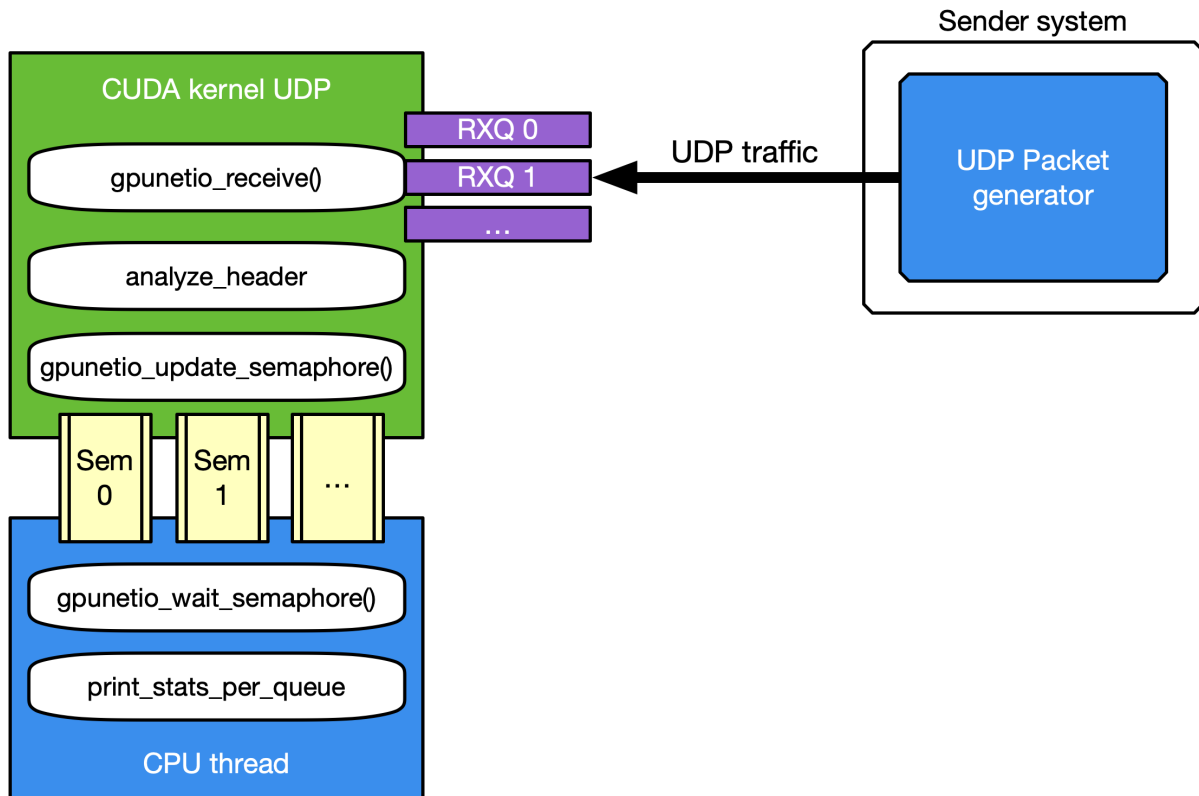 Sender system
CUDA kernel UDP
RXQ 0
UDP traffic
UDP Packet
generator
gpunetio_receive()
RXQ 1
...
analyze_header
gpunetio_update_semaphore()
Sem
0
Sem
1
...
gpunetio_wait_semaphore()
print_stats_per_queue
CPU thread